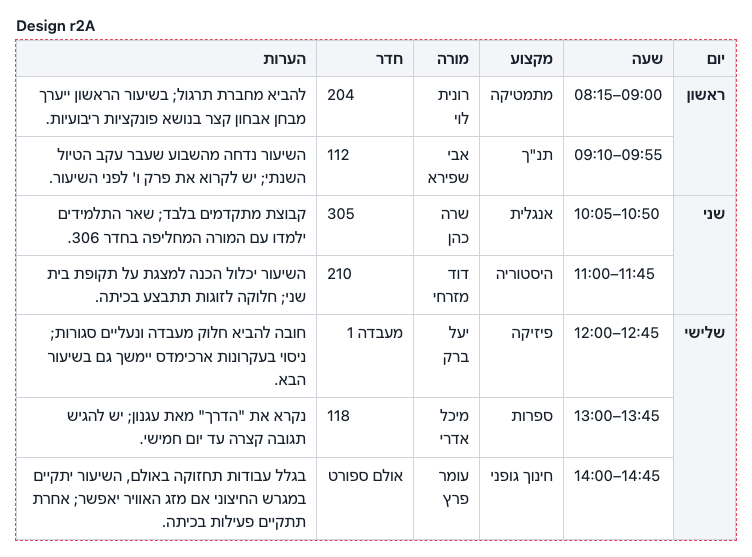 Design r2A
יום שעה מקצוע מורה חדר הערות
ראשון 08:15–09:00 מתמטיקה רונית לוי 204 להביא מחברת תרגול; בשיעור הראשון ייערך
מבחן אבחון קצר בנושא פונקציות ריבועיות.
09:10–09:55 תנ"ך אבי שפירא 112 השיעור נדחה מהשבוע שעבר עקב הטיול
השנתי; יש לקרוא את פרק ו' לפני השיעור.
שני 10:05–10:50 אנגלית שרה כהן 305 קבוצת מתקדמים בלבד; שאר התלמידים
ילמדו עם המורה המחליפה בחדר 306.
11:00–11:45 היסטוריה דוד מזרחי 210 השיעור יכלול הכנה למצגת על תקופת בית
שני; חלוקה לזוגות תתבצע בכיתה.
שלישי 12:00–12:45 פיזיקה יעל ברק מעבדה 1 חובה להביא חלוק מעבדה ונעליים סגורות;
ניסוי בעקרונות ארכימדס יימשך גם בשיעור
הבא.
13:00–13:45 ספרות מיכל אדרי 118 נקרא את "הדרך" מאת עגנון; יש להגיש
תגובה קצרה עד יום חמישי.
14:00–14:45 חינוך גופני עומר פרץ אולם ספורט בגלל עבודות תחזוקה באולם, השיעור יתקיים
במגרש החיצוני אם מזג האוויר יאפשר; אחרת
תתקיים פעילות בכיתה.